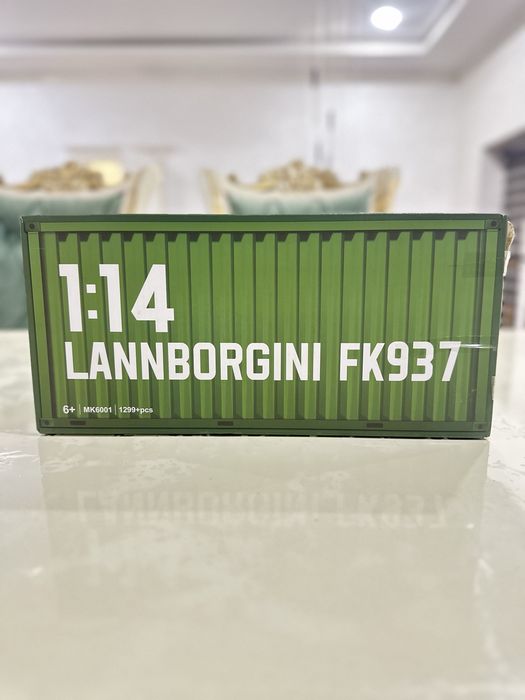 1:14
LANNBORGINI FK937
6+ | MK6001 | 1299+pcs